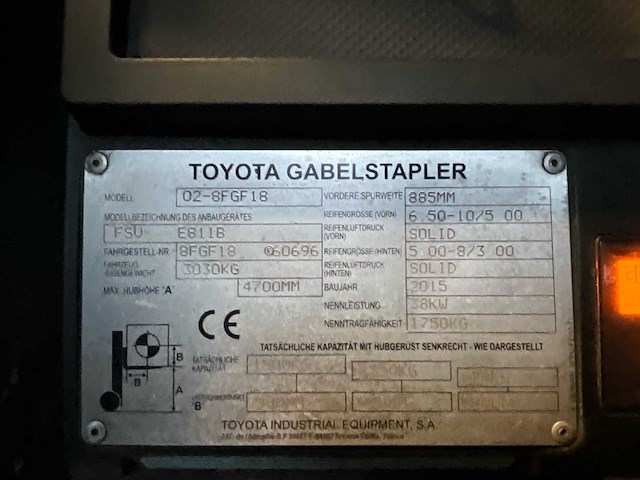 TOYOTA GABELSTAPLER
MODELL 02-8FGF18 VORDERE SPURWEITE 885MM
MODELLBEZEICHNUNG DES ANBAUGERÄTES REIFENGRÖSSE (VORN) 6.50-10/5 00
FSV E811B REIFENLUFTDRUCK (VORN) SOLID
FAHRGESTELL-NR 8FGF18 60696 REIFENGRÖSSE/HINTEN) 5 00-8/3 00
FAHRZEUG 3030KG REIFENLUFTDRUCK (HINTEN) SOLID
MAX. HUBHÖHE "A" 4700MM BAUJAHR 2015
NENNLEISTUNG 38KW
NENNTRAGFÄHIGKEIT 1750KG
CE
TATSÄCHLICHE KAPAZITÄT MIT HUBGERÜST SENKRECHT - WIE DARGESTELLT
B TATSÄCHLICHE KAPAZITÄT
B A
"B"
TOYOTA INDUSTRIAL EQUIPMENT, S.A.